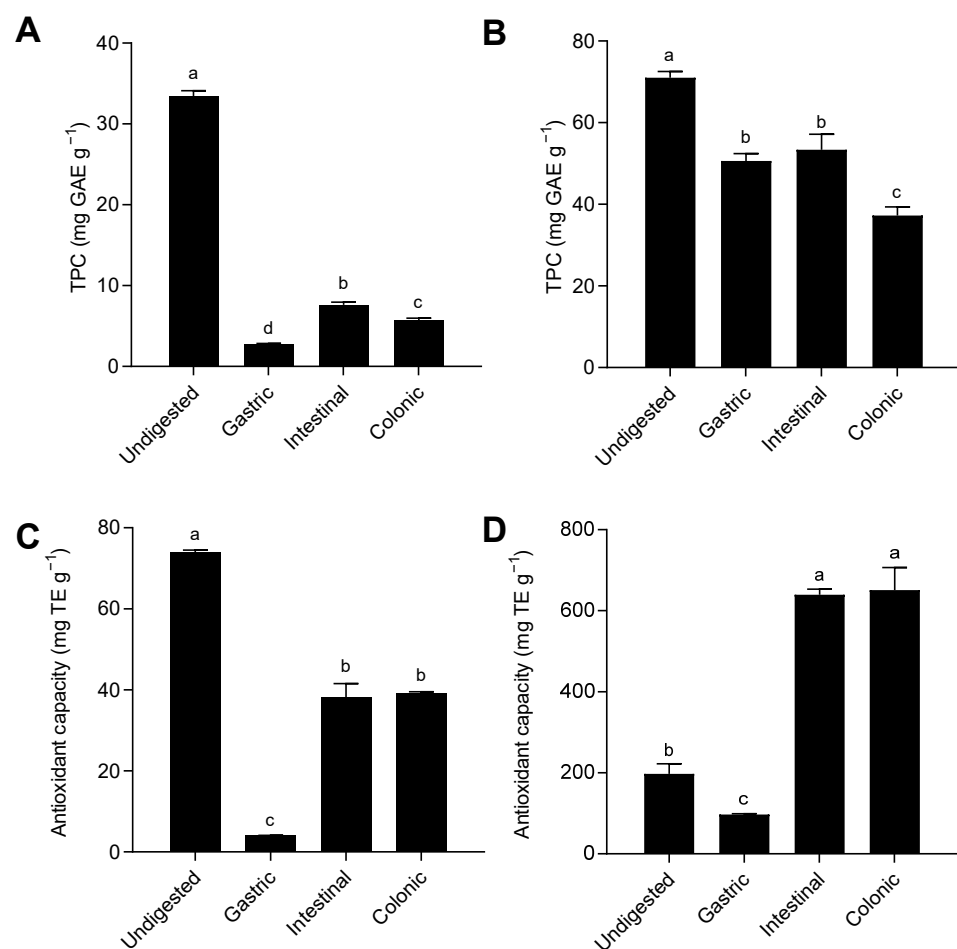 A
TPC (mg GAE g⁻¹)
40
30
20
10
0
a
d
b
c
Undigested
Gastric
Intestinal
Colonic
B
TPC (mg GAE g⁻¹)
80
60
40
20
0
a
b
b
c
Undigested
Gastric
Intestinal
Colonic
C
Antioxidant capacity (mg TE g⁻¹)
80
60
40
20
0
a
c
b
b
Undigested
Gastric
Intestinal
Colonic
D
Antioxidant capacity (mg TE g⁻¹)
800
600
400
200
0
b
c
a
a
Undigested
Gastric
Intestinal
Colonic